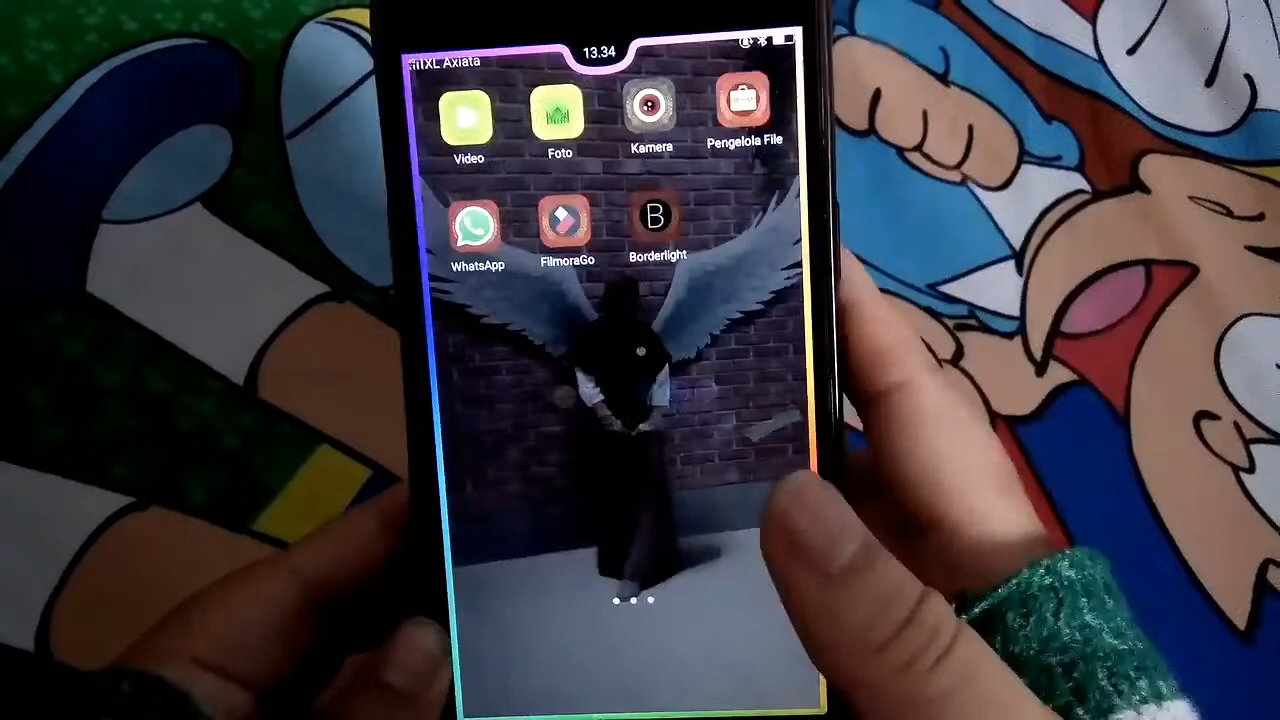 13.34
XL Axiata
Video
Foto
Kamera
Pengelola File
B
WhatsApp
FilmoraGo
Borderlight